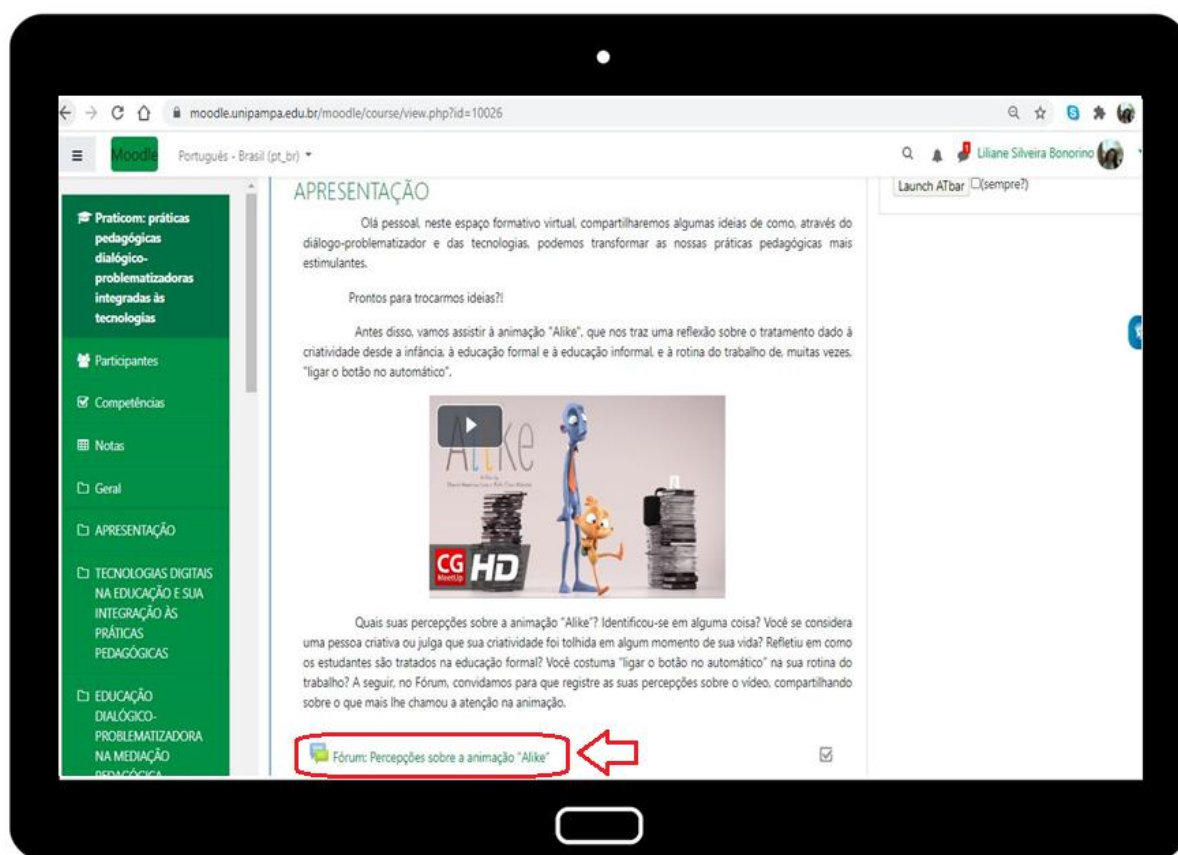 moodle.unipampa.edu.br/moodle/course/view.php?id=10026
Moodle
Português - Brasil (pt_br)
Liliane Silveira Bonorino
Praticom: práticas
pedagógicas
dialógico-
problematizadoras
integradas às
tecnologias
Participantes
Competências
Notas
Geral
APRESENTAÇÃO
TECNOLOGIAS DIGITAIS
NA EDUCAÇÃO E SUA
INTEGRAÇÃO ÀS
PRÁTICAS
PEDAGÓGICAS
EDUCAÇÃO
DIALÓGICO-
PROBLEMATIZADORA
NA MEDIAÇÃO
PEDAGÓGICA
APRESENTAÇÃO
Olá pessoal, neste espaço formativo virtual, compartilharemos algumas ideias de como, através do
diálogo-problematizador e das tecnologias, podemos transformar as nossas práticas pedagógicas mais
estimulantes.
Prontos para trocarmos ideias?!
Antes disso, vamos assistir à animação "Alike", que nos traz uma reflexão sobre o tratamento dado à
criatividade desde a infância, à educação formal e à educação informal, e à rotina do trabalho de, muitas vezes,
"ligar o botão no automático".
Alike
CG
MeetUp
HD
Quais suas percepções sobre a animação "Alike"? Identificou-se em alguma coisa? Você se considera
uma pessoa criativa ou julga que sua criatividade foi tolhida em algum momento de sua vida? Refletiu em como
os estudantes são tratados na educação formal? Você costuma "ligar o botão no automático" na sua rotina do
trabalho? A seguir, no Fórum, convidamos para que registre as suas percepções sobre o vídeo, compartilhando
sobre o que mais lhe chamou a atenção na animação.
Fórum: Percepções sobre a animação "Alike"
Launch ATbar (sempre?)